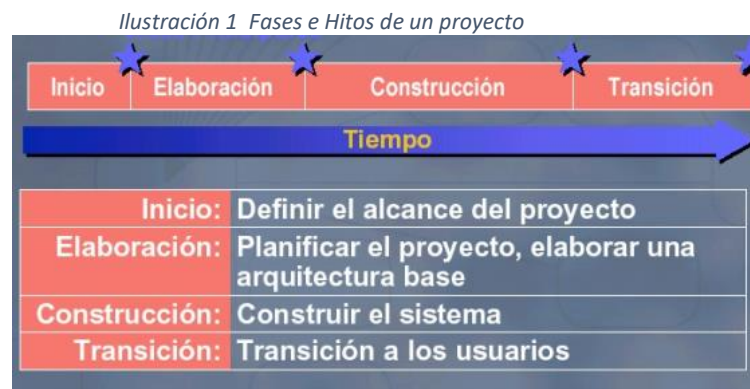 Ilustración 1 Fases e Hitos de un proyecto
Inicio Elaboración Construcción Transición
Tiempo
Inicio: Definir el alcance del proyecto
Elaboración: Planificar el proyecto, elaborar una
arquitectura base
Construcción: Construir el sistema
Transición: Transición a los usuarios